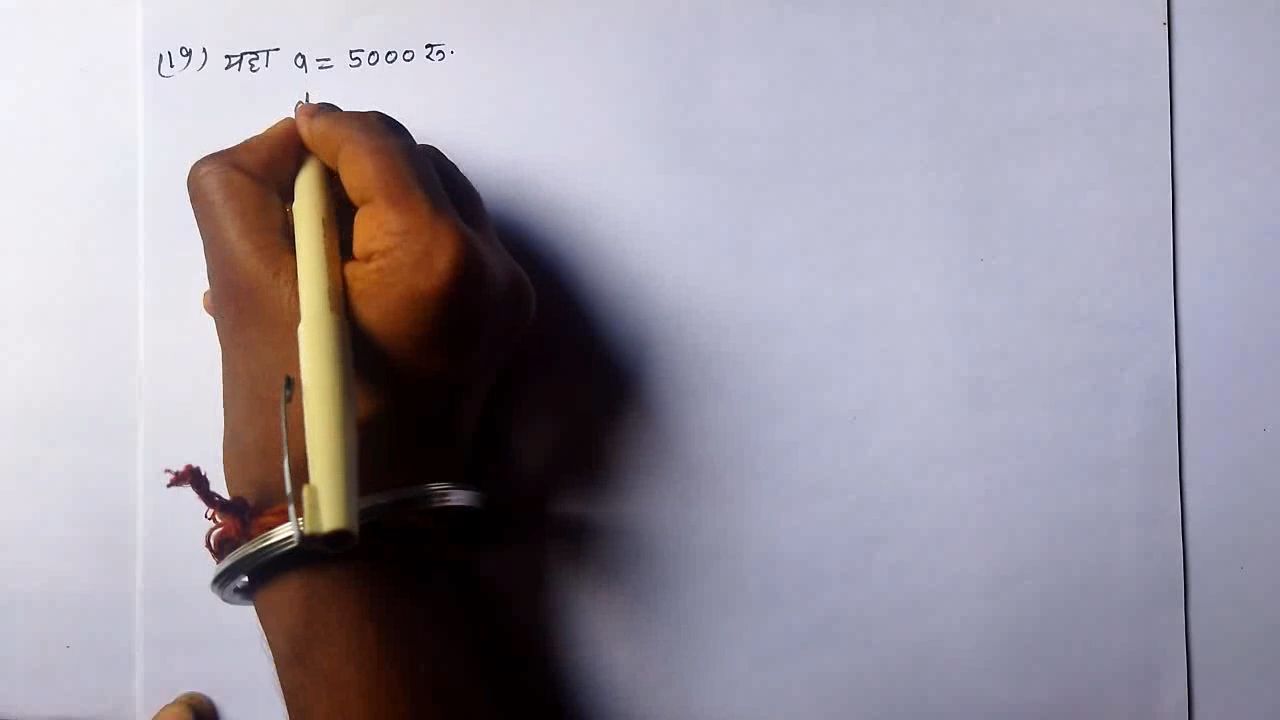 (19) यहा a = 5000 रु.